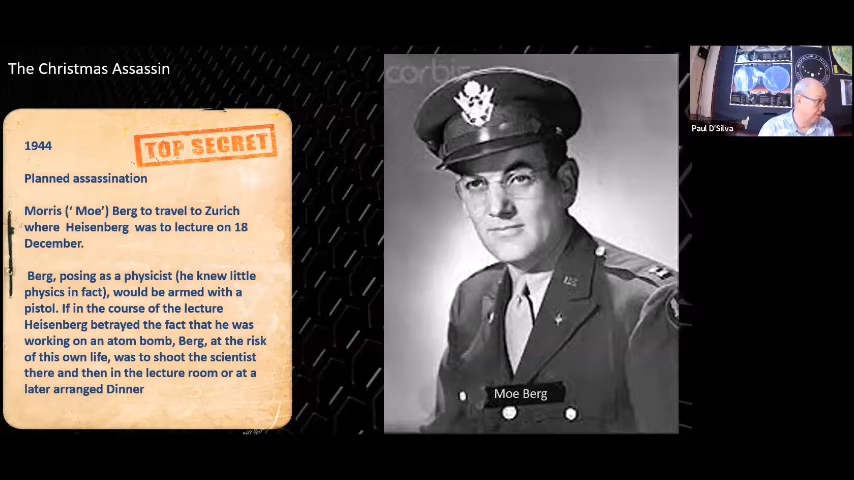 The Christmas Assassin
corbis
Paul D'Silva
1944
TOP SECRET
Planned assassination
Morris (‘ Moe’) Berg to travel to Zurich
where Heisenberg was to lecture on 18
December.
Berg, posing as a physicist (he knew little
physics in fact), would be armed with a
pistol. If in the course of the lecture
Heisenberg betrayed the fact that he was
working on an atom bomb, Berg, at the risk
of this own life, was to shoot the scientist
there and then in the lecture room or at a
later arranged Dinner
Moe Berg